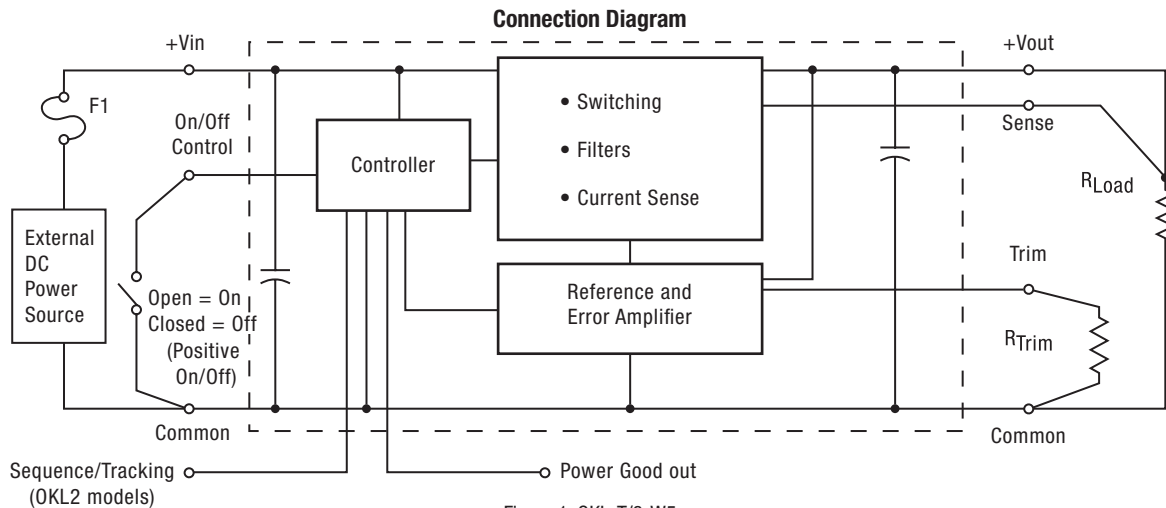 Connection Diagram
+Vin
+Vout
F1
On/Off
Control
Controller
• Switching
• Filters
• Current Sense
Sense
RLoad
External
DC
Power
Source
Open = On
Closed = Off
(Positive
On/Off)
Reference and
Error Amplifier
Trim
RTrim
Common
Common
Sequence/Tracking
(OKL2 models)
Power Good out